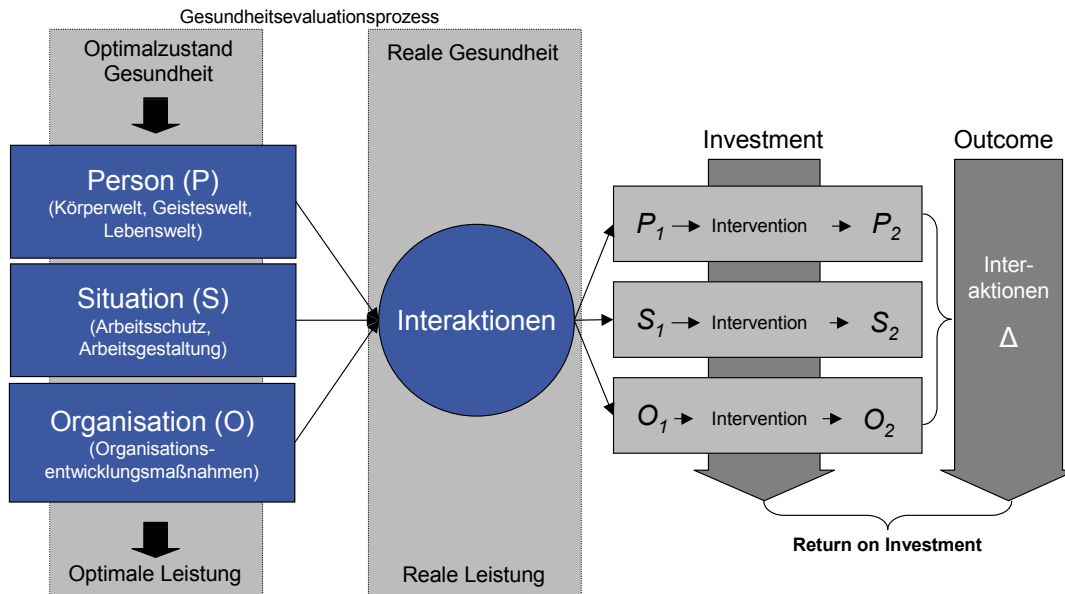 Gesundheitsevaluationsprozess
Optimalzustand
Gesundheit
Person (P)
(Körperwelt, Geisteswelt,
Lebenswelt)
Situation (S)
(Arbeitsschutz,
Arbeitsgestaltung)
Organisation (O)
(Organisations-
entwicklungsmaßnahmen)
Optimale Leistung
Reale Gesundheit
Interaktionen
Reale Leistung
Investment
P1 Intervention P2
S1 Intervention S2
O1 Intervention O2
Outcome
Inter-
aktionen
Δ
Return on Investment